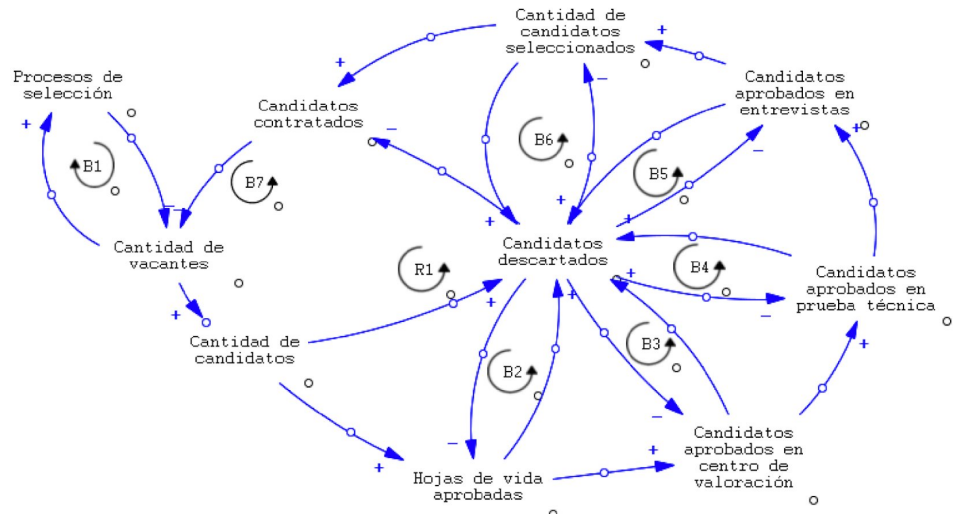 Cantidad de
candidatos
seleccionados
+
+
Procesos de
selección
Candidatos
contratados
Candidatos
aprobados en
entrevistas
+
+
−
−
B1
B7
B6
B5
−
+
−
−
+
+
+
Cantidad de
vacantes
Candidatos
descartados
R1
B4
+
+
Candidatos
aprobados en
prueba técnica
+
+
−
Cantidad de
candidatos
+
B2
B3
+
−
−
Candidatos
aprobados en
centro de
valoración
+
+
Hojas de vida
aprobadas